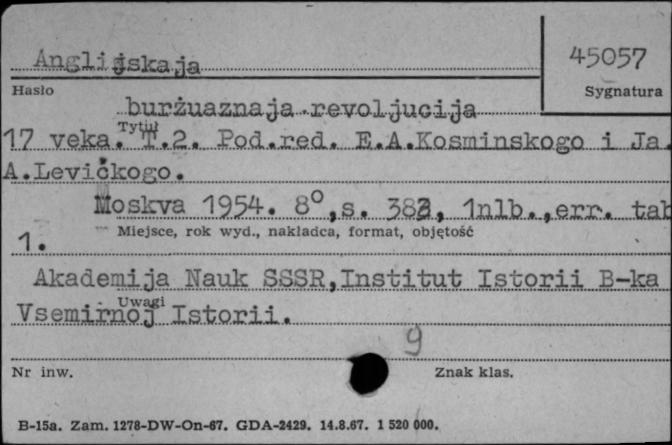 Anglijskaja
45057
Hasło
Sygnatura
burżuaznaja revoljucija
Tytuł
17 veka. T.2. Pod.red. E.A.Kosminskogo i Ja.
A.Levickogo.
Moskva 1954. 8°,s. 382, 1nlb.,err. tab
Miejsce, rok wyd., nakładca, format, objętość
1.
Akademija Nauk SSSR,Institut Istorii B-ka
Uwagi
Vsemirnoj Istorii.
9
Nr inw.
Znak klas.
B-15a. Zam. 1278-DW-On-67. GDA-2429. 14.8.67. 1 520 000.